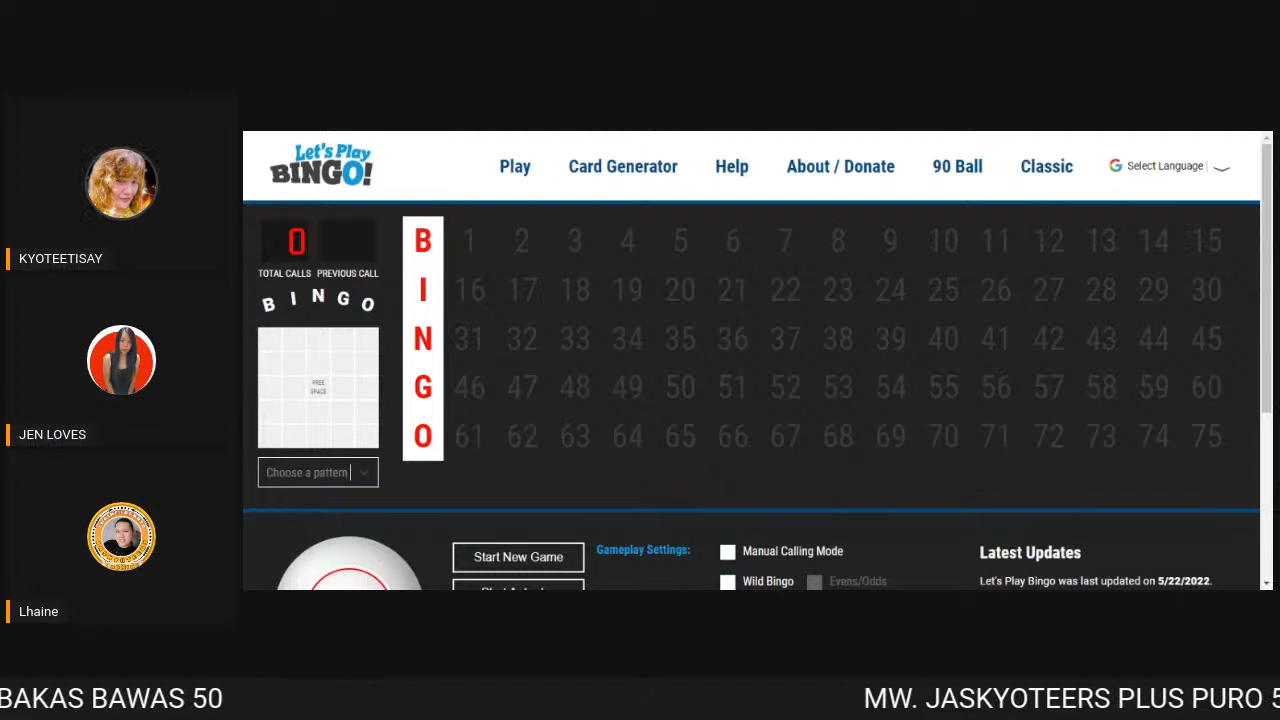 KYOTEETISAY
JEN LOVES
Lhaine
Let's Play
BINGO!
Play Card Generator Help About / Donate 90 Ball Classic Select Language
0
TOTAL CALLS PREVIOUS CALL
B I N G O
FREE
SPACE
Choose a pattern
B 1 2 3 4 5 6 7 8 9 10 11 12 13 14 15
I 16 17 18 19 20 21 22 23 24 25 26 27 28 29 30
N 31 32 33 34 35 36 37 38 39 40 41 42 43 44 45
G 46 47 48 49 50 51 52 53 54 55 56 57 58 59 60
O 61 62 63 64 65 66 67 68 69 70 71 72 73 74 75
Start New Game
Gameplay Settings:
Manual Calling Mode
Wild Bingo Evens/Odds
Latest Updates
Let's Play Bingo was last updated on 5/22/2022.
BAKAS BAWAS 50 MW. JASKYOTEERS PLUS PURO 5